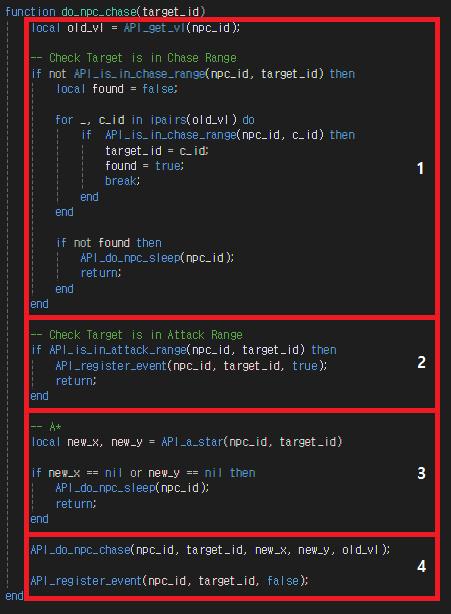 function do_npc_chase(target_id)
local old_vl = API_get_vl(npc_id);
-- Check Target is in Chase Range
if not API_is_in_chase_range(npc_id, target_id) then
local found = false;
for _, c_id in ipairs(old_vl) do
if API_is_in_chase_range(npc_id, c_id) then
target_id = c_id;
found = true;
break;
end
end
1
if not found then
API_do_npc_sleep(npc_id);
return;
end
end
-- Check Target is in Attack Range
if API_is_in_attack_range(npc_id, target_id) then
API_register_event(npc_id, target_id, true);
return;
end
2
-- A*
local new_x, new_y = API_a_star(npc_id, target_id)
if new_x == nil or new_y == nil then
API_do_npc_sleep(npc_id);
return;
end
3
API_do_npc_chase(npc_id, target_id, new_x, new_y, old_vl);
API_register_event(npc_id, target_id, false);
4
end